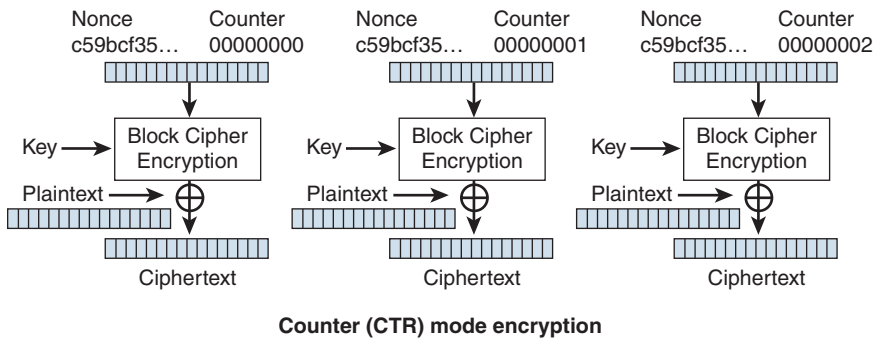 Nonce Counter Nonce Counter Nonce Counter
c59bcf35… 00000000 c59bcf35… 00000001 c59bcf35… 00000002
Block Cipher Block Cipher Block Cipher
Key Key Key
Encryption Encryption Encryption
Plaintext Plaintext Plaintext
Ciphertext Ciphertext Ciphertext
Counter (CTR) mode encryption